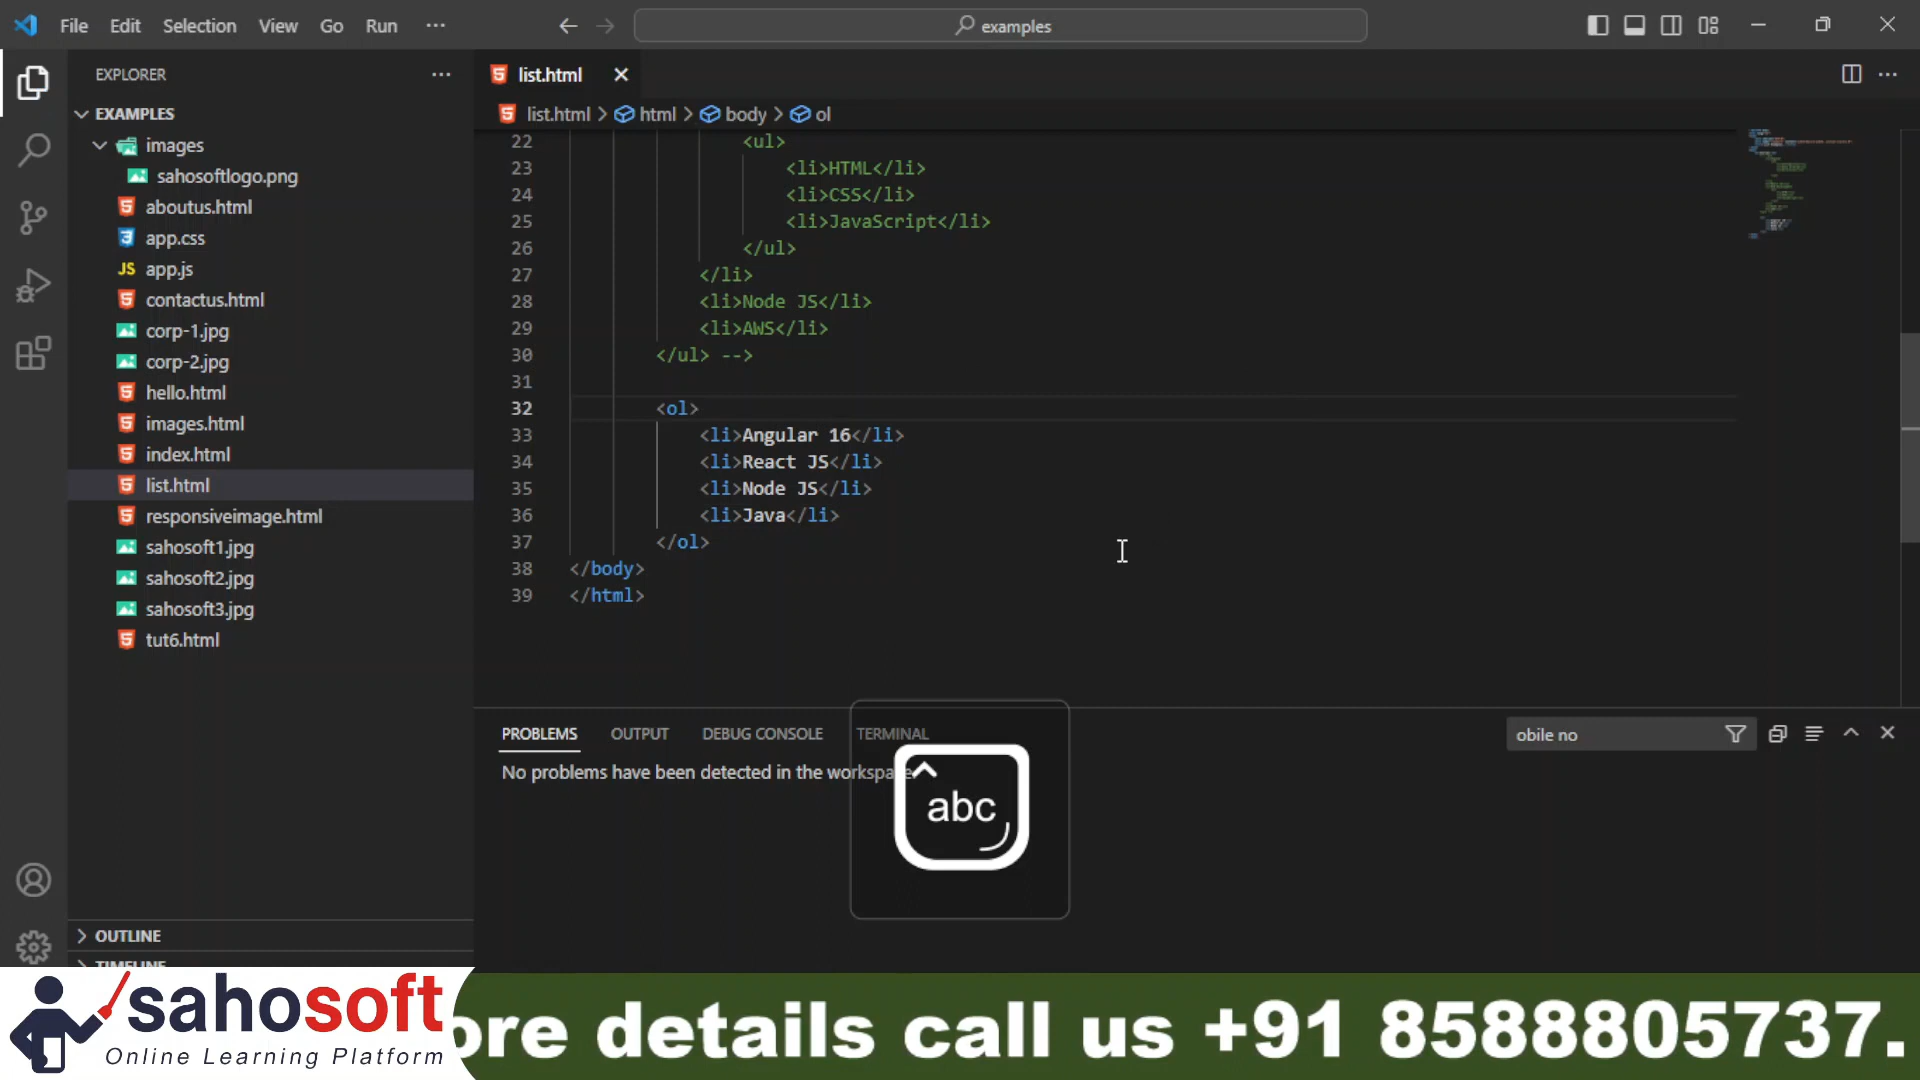 File Edit Selection View Go Run ···
examples
EXPLORER ···
list.html
list.html > html > body > ol
EXAMPLES
images
sahosoftlogo.png
aboutus.html
app.css
JS app.js
contactus.html
corp-1.jpg
corp-2.jpg
hello.html
images.html
index.html
list.html
responsiveimage.html
sahosoft1.jpg
sahosoft2.jpg
sahosoft3.jpg
tut6.html
OUTLINE
TIMELINE
22 <ul>
23 <li>HTML</li>
24 <li>CSS</li>
25 <li>JavaScript</li>
26 </ul>
27 </li>
28 <li>Node JS</li>
29 <li>AWS</li>
30 </ul> -->
31
32 <ol>
33 <li>Angular 16</li>
34 <li>React JS</li>
35 <li>Node JS</li>
36 <li>Java</li>
37 </ol>
38 </body>
39 </html>
PROBLEMS OUTPUT DEBUG CONSOLE TERMINAL
obile no
No problems have been detected in the workspace.
abc
sahosoft
Online Learning Platform
ore details call us +91 8588805737.